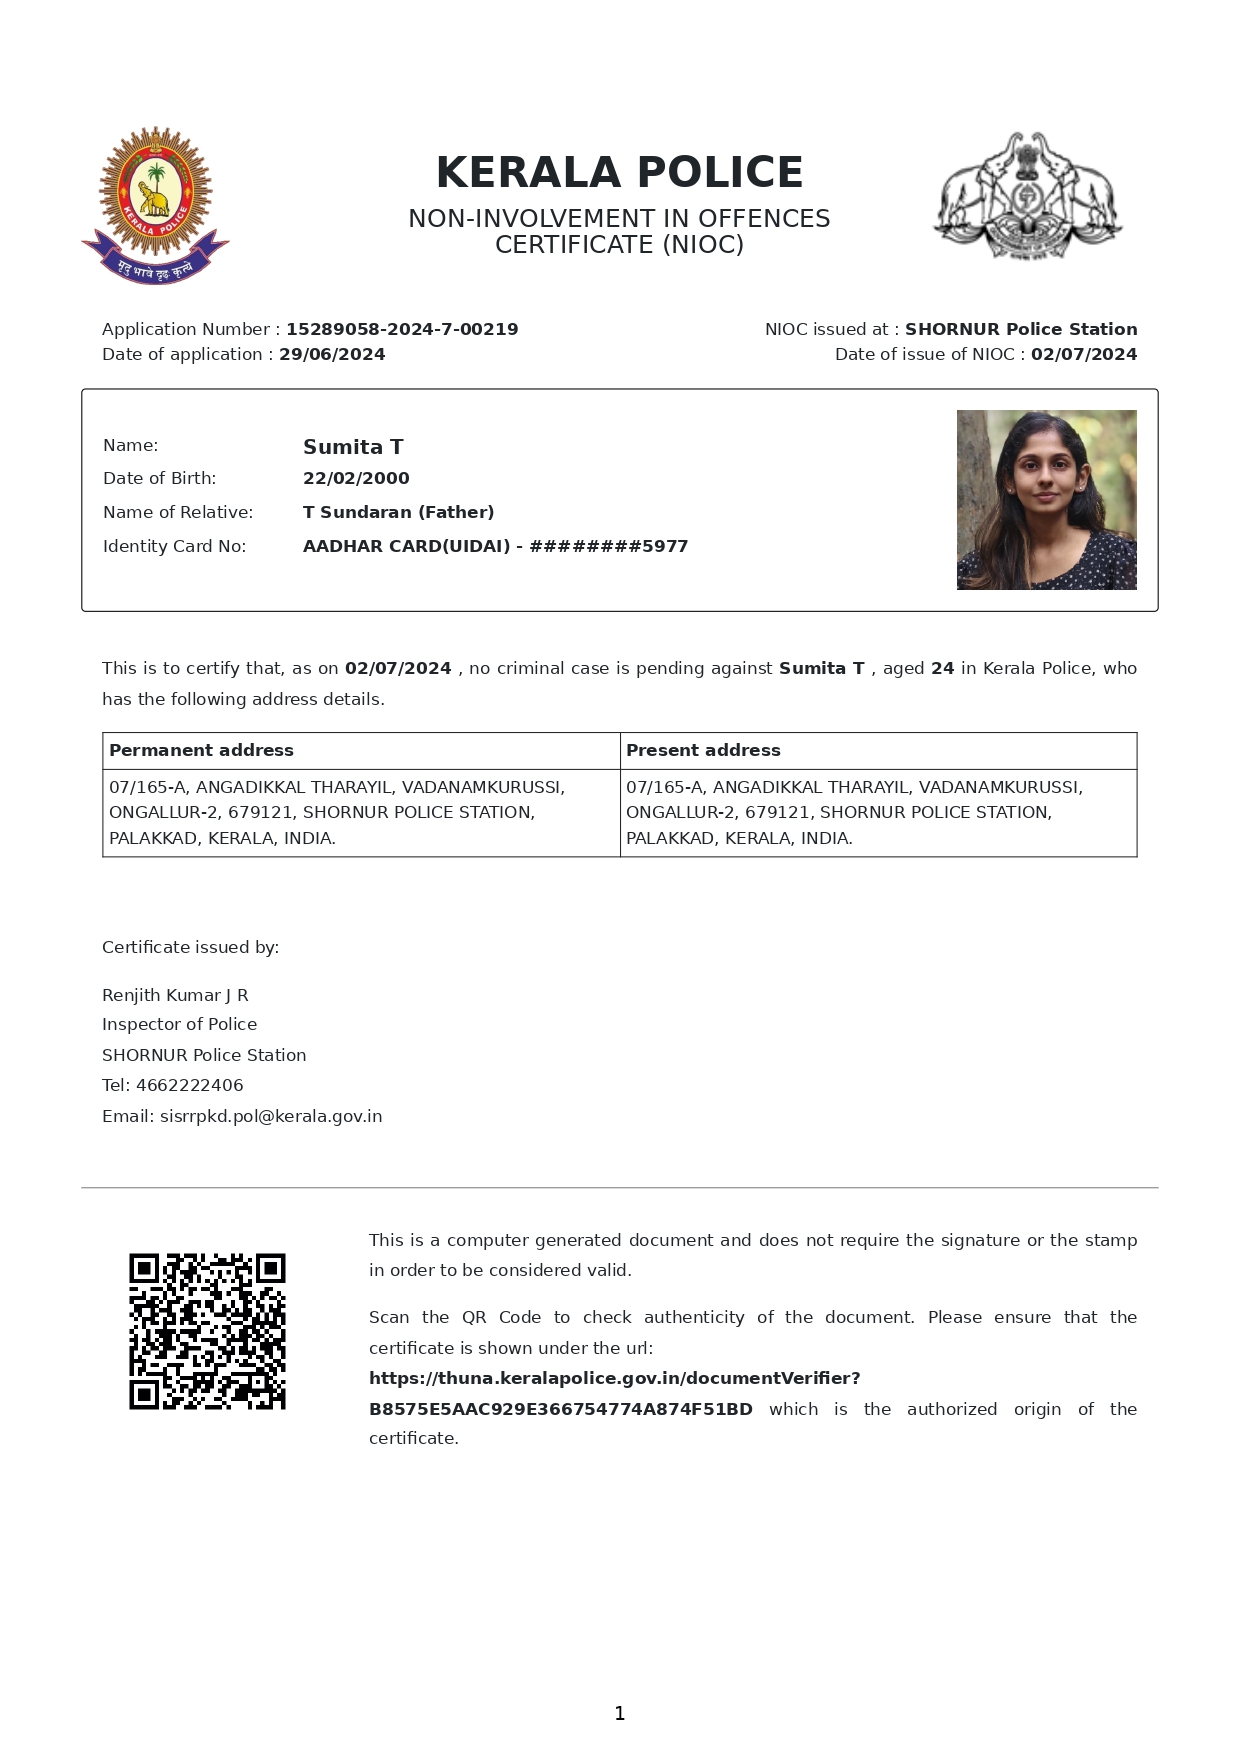 KERALA POLICE
मृदु भावे दृढ कृत्ये
KERALA POLICE
NON-INVOLVEMENT IN OFFENCES
CERTIFICATE (NIOC)
Application Number : 15289058-2024-7-00219
NIOC issued at : SHORNUR Police Station
Date of application : 29/06/2024
Date of issue of NIOC : 02/07/2024
Name: Sumita T
Date of Birth: 22/02/2000
Name of Relative: T Sundaran (Father)
Identity Card No: AADHAR CARD(UIDAI) - ########5977
This is to certify that, as on 02/07/2024 , no criminal case is pending against Sumita T , aged 24 in Kerala Police, who
has the following address details.
Permanent address
07/165-A, ANGADIKKAL THARAYIL, VADANAMKURUSSI,
ONGALLUR-2, 679121, SHORNUR POLICE STATION,
PALAKKAD, KERALA, INDIA.
Present address
07/165-A, ANGADIKKAL THARAYIL, VADANAMKURUSSI,
ONGALLUR-2, 679121, SHORNUR POLICE STATION,
PALAKKAD, KERALA, INDIA.
Certificate issued by:
Renjith Kumar J R
Inspector of Police
SHORNUR Police Station
Tel: 4662222406
Email: sisrrpkd.pol@kerala.gov.in
This is a computer generated document and does not require the signature or the stamp
in order to be considered valid.
Scan the QR Code to check authenticity of the document. Please ensure that the
certificate is shown under the url:
https://thuna.keralapolice.gov.in/documentVerifier?
B8575E5AAC929E366754774A874F51BD which is the authorized origin of the
certificate.
1